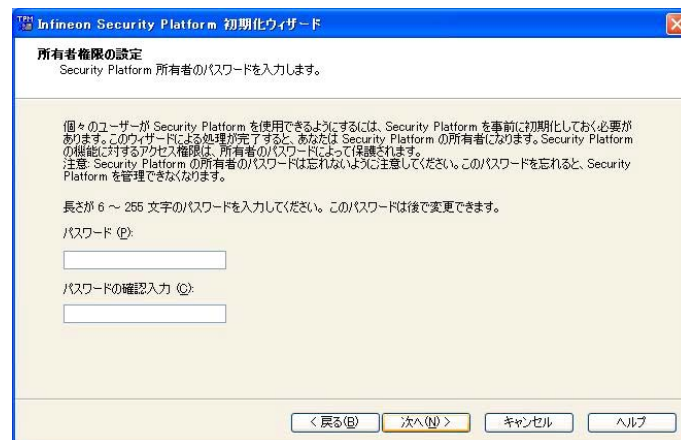 TPM
Infineon Security Platform 初期化ウィザード
所有者権限の設定
Security Platform 所有者のパスワードを入力します。
個々のユーザーが Security Platform を使用できるようにするには、Security Platform を事前に初期化しておく必要が
あります。このウィザードによる処理が完了すると、あなたは Security Platform の所有者になります。Security Platform
の機能に対するアクセス権限は、所有者のパスワードによって保護されます。
注意: Security Platform の所有者のパスワードは忘れないように注意してください。このパスワードを忘れると、Security
Platform を管理できなくなります。
長さが 6 ～ 255 文字のパスワードを入力してください。このパスワードは後で変更できます。
パスワード (P):
パスワードの確認入力 (C):
< 戻る(B)
次へ(N) >
キャンセル
ヘルプ